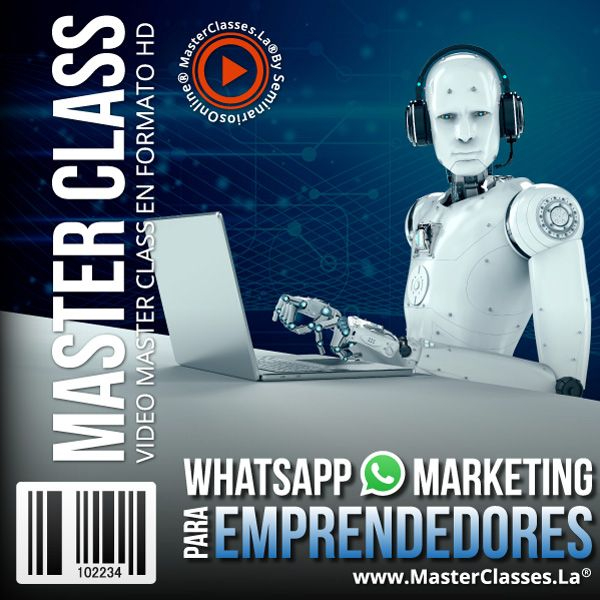 MASTER CLASS
VIDEO MASTER CLASS EN FORMATO HD
MasterClasses.La® By SeminariosOnline®
WHATSAPP MARKETING
PARA EMPRENDEDORES
102234
www.MasterClasses.La®